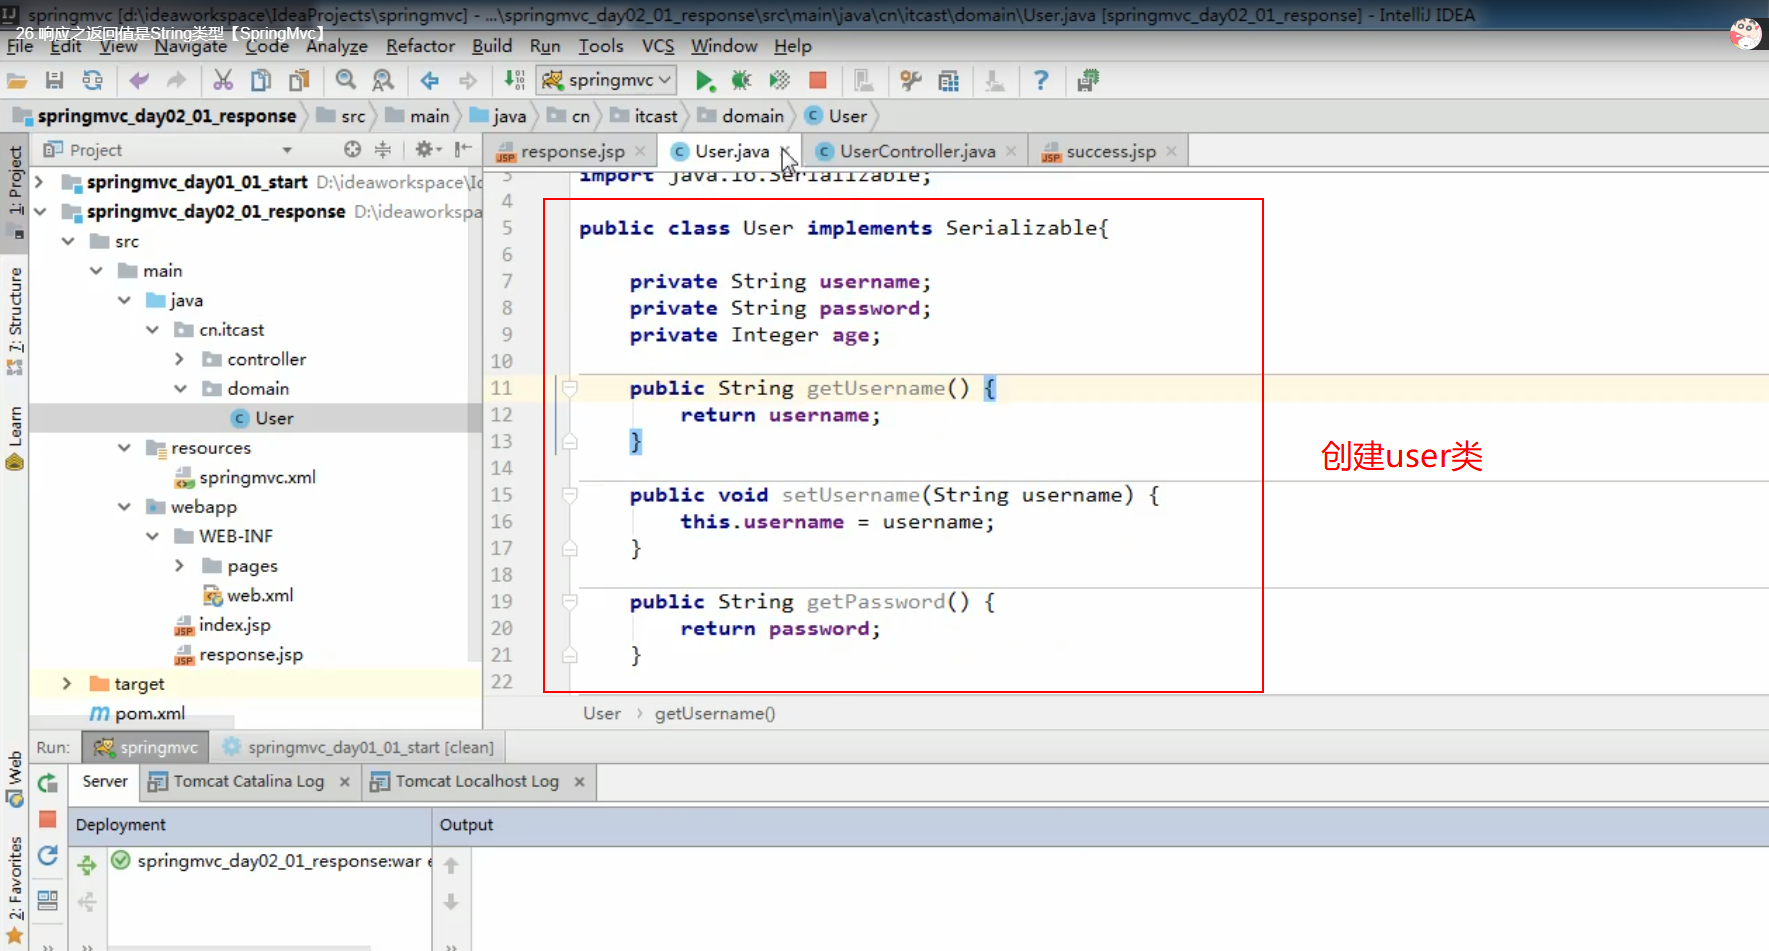 springmvc [d:\ideaworkspace\IdeaProjects\springmvc] - ...\springmvc_day02_01_response\src\main\java\cn\itcast\domain\User.java [springmvc_day02_01_response] - IntelliJ IDEA
26.响应之返回值是String类型【SpringMvc】
File Edit View Navigate Code Analyze Refactor Build Run Tools VCS Window Help
springmvc
springmvc_day02_01_response src main java cn itcast domain User
Project
response.jsp User.java UserController.java success.jsp
1: Project
7: Structure
Learn
Web
2: Favorites
springmvc_day01_01_start D:\ideaworkspace\Id
springmvc_day02_01_response D:\ideaworkspa
src
main
java
cn.itcast
controller
domain
User
resources
springmvc.xml
webapp
WEB-INF
pages
web.xml
index.jsp
response.jsp
target
pom.xml
3 import java.io.Serializable;
4
5 public class User implements Serializable{
6
7 private String username;
8 private String password;
9 private Integer age;
10
11 public String getUsername() {
12 return username;
13 }
14
15 public void setUsername(String username) {
16 this.username = username;
17 }
18
19 public String getPassword() {
20 return password;
21 }
22
创建user类
User › getUsername()
Run: springmvc springmvc_day01_01_start [clean]
Server Tomcat Catalina Log Tomcat Localhost Log
Deployment Output
springmvc_day02_01_response:war e